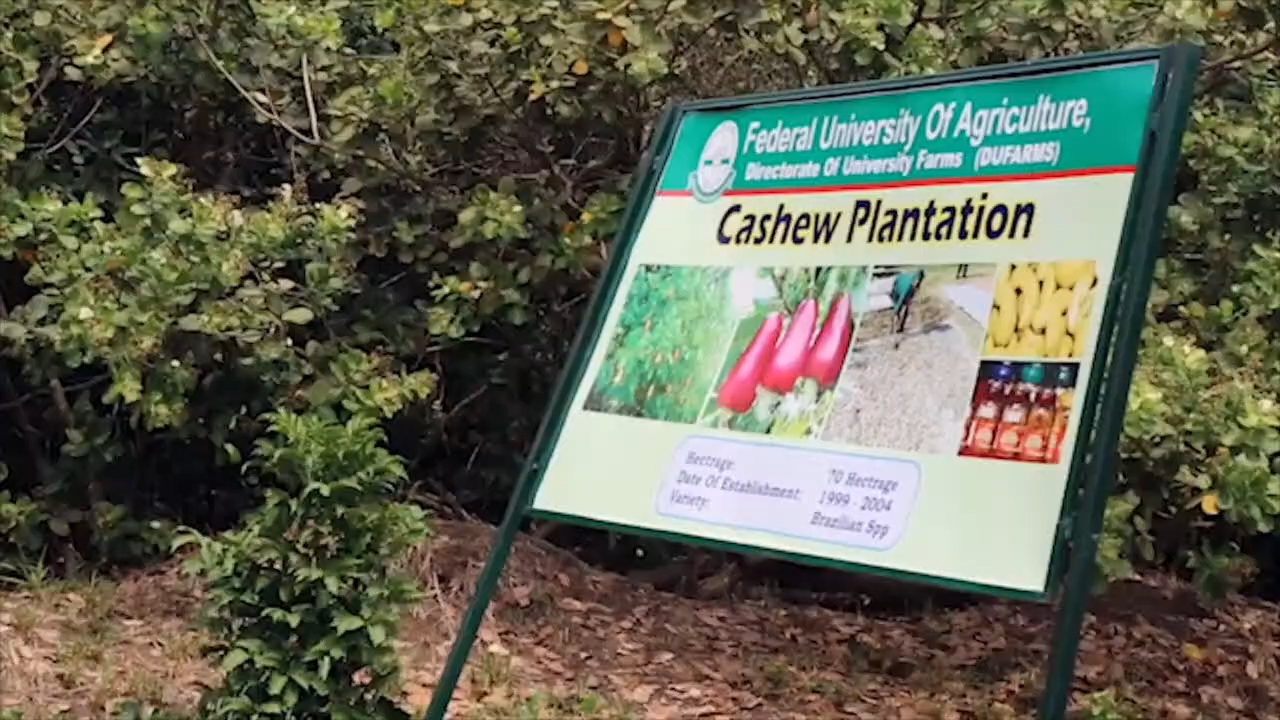 Federal University Of Agriculture,
Directorate Of University Farms (DUFARMS)
Cashew Plantation
Hectrage: 70 Hectrage
Date Of Establishment: 1999 - 2004
Variety: Brazilian Spp